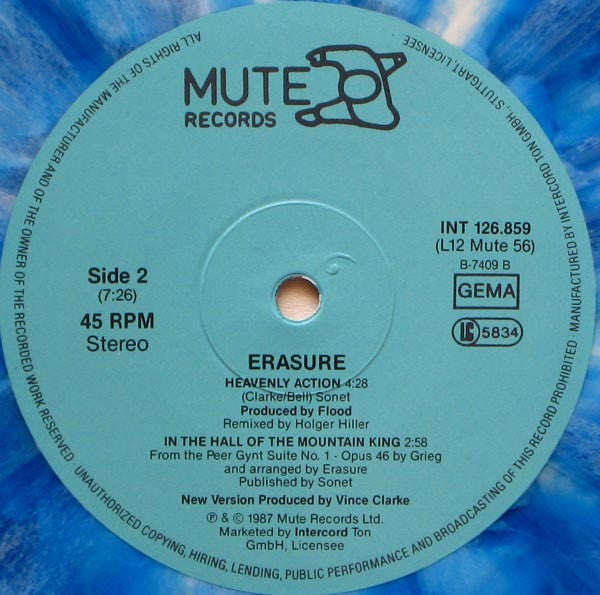 MUTE
RECORDS
INT 126.859
(L12 Mute 56)
B-7409 B
GEMA
LC 5834
Side 2
(7:26)
45 RPM
Stereo
ERASURE
HEAVENLY ACTION 4:28
(Clarke/Bell) Sonet
Produced by Flood
Remixed by Holger Hiller
IN THE HALL OF THE MOUNTAIN KING 2:58
From the Peer Gynt Suite No. 1 - Opus 46 by Grieg
and arranged by Erasure
Published by Sonet
New Version Produced by Vince Clarke
℗ & © 1987 Mute Records Ltd.
Marketed by Intercord Ton
GmbH, Licensee
ALL RIGHTS OF THE MANUFACTURER AND OF THE OWNER OF THE RECORDED WORK RESERVED · UNAUTHORIZED COPYING, HIRING, LENDING, PUBLIC PERFORMANCE AND BROADCASTING OF THIS RECORD PROHIBITED · MANUFACTURED BY INTERCORD TON GMBH., STUTTGART, LICENSEE.